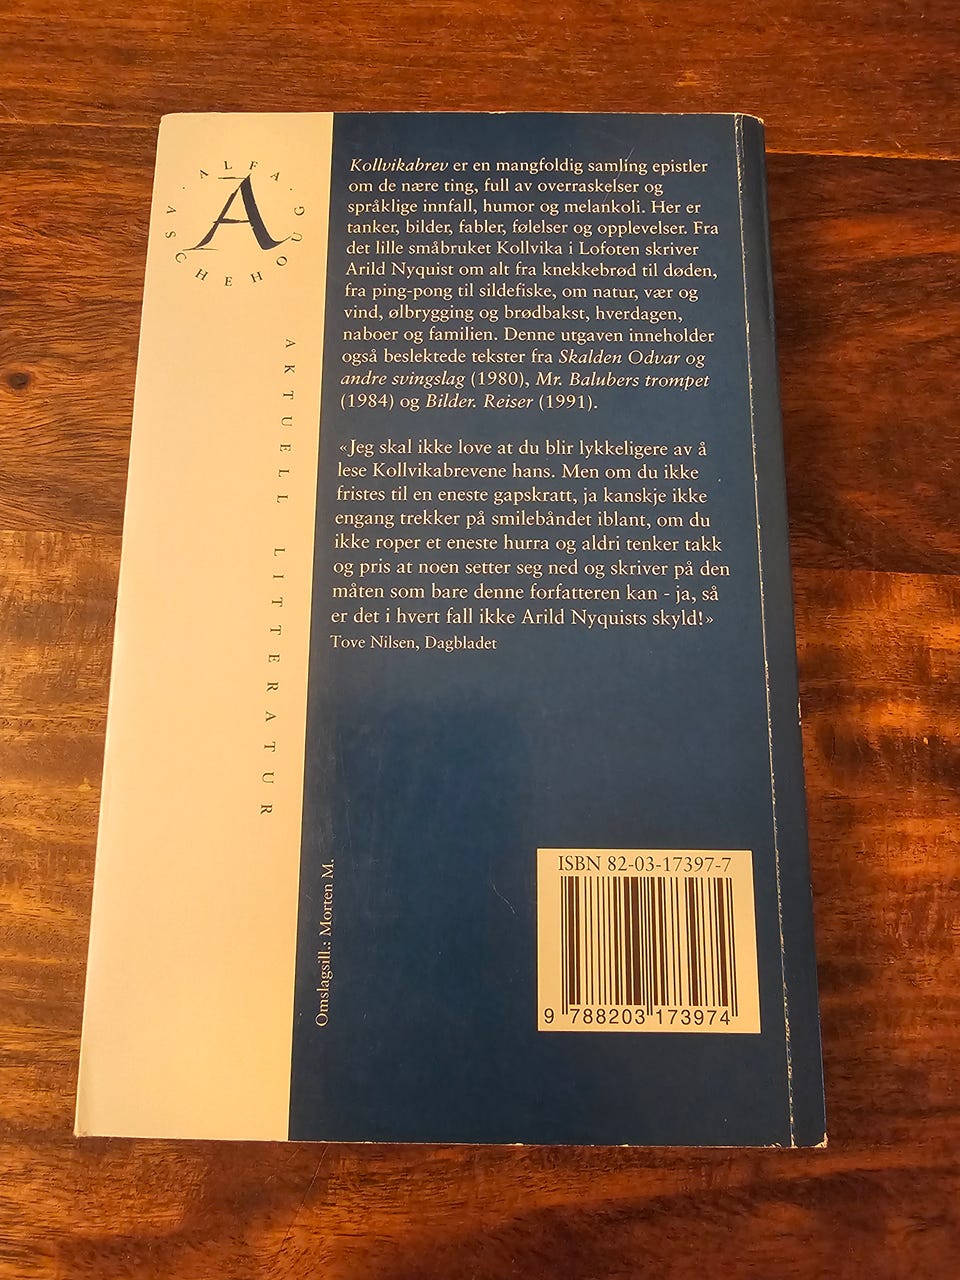 ALFA · ASCHEHOUG ·
A
AKTUELL LITTERATUR
Kollvikabrev er en mangfoldig samling epistler
om de nære ting, full av overraskelser og
språklige innfall, humor og melankoli. Her er
tanker, bilder, fabler, følelser og opplevelser. Fra
det lille småbruket Kollvika i Lofoten skriver
Arild Nyquist om alt fra knekkebrød til døden,
fra ping-pong til sildefiske, om natur, vær og
vind, ølbrygging og brødbakst, hverdagen,
naboer og familien. Denne utgaven inneholder
også beslektede tekster fra Skalden Odvar og
andre svingslag (1980), Mr. Balubers trompet
(1984) og Bilder. Reiser (1991).
«Jeg skal ikke love at du blir lykkeligere av å
lese Kollvikabrevene hans. Men om du ikke
fristes til en eneste gapskratt, ja kanskje ikke
engang trekker på smilebåndet iblant, om du
ikke roper et eneste hurra og aldri tenker takk
og pris at noen setter seg ned og skriver på den
måten som bare denne forfatteren kan - ja, så
er det i hvert fall ikke Arild Nyquists skyld!»
Tove Nilsen, Dagbladet
Omslagsill.: Morten M.
ISBN 82-03-17397-7
9 788203 173974